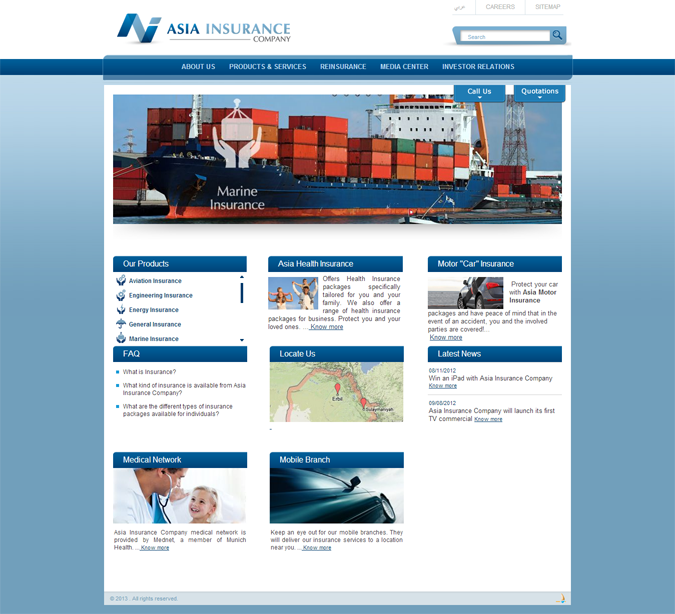 CAREERS
SITEMAP
ASIA INSURANCE
COMPANY
Search
ABOUT US
PRODUCTS & SERVICES
REINSURANCE
MEDIA CENTER
INVESTOR RELATIONS
Call Us
Quotations
Marine
Insurance
Our Products
Aviation Insurance
Engineering Insurance
Energy Insurance
General Insurance
Marine Insurance
Asia Health Insurance
Offers Health Insurance
packages specifically
tailored for you and your
family. We also offer a
range of health insurance
packages for business. Protect you and your
loved ones. ... Know more
Motor "Car" Insurance
Protect your car
with Asia Motor
Insurance
packages and have peace of mind that in the
event of an accident, you and the involved
parties are covered!...
Know more
FAQ
What is Insurance?
What kind of insurance is available from Asia
Insurance Company?
What are the different types of insurance
packages available for individuals?
Locate Us
Erbil
Sulaymaniyah
Latest News
08/11/2012
Win an iPad with Asia Insurance Company
Know more
09/08/2012
Asia Insurance Company will launch its first
TV commercial Know more
Medical Network
Asia Insurance Company medical network is
provided by Mednet, a member of Munich
Health. ... Know more
Mobile Branch
Keep an eye out for our mobile branches. They
will deliver our insurance services to a location
near you. ... Know more
© 2013 . All rights reserved.